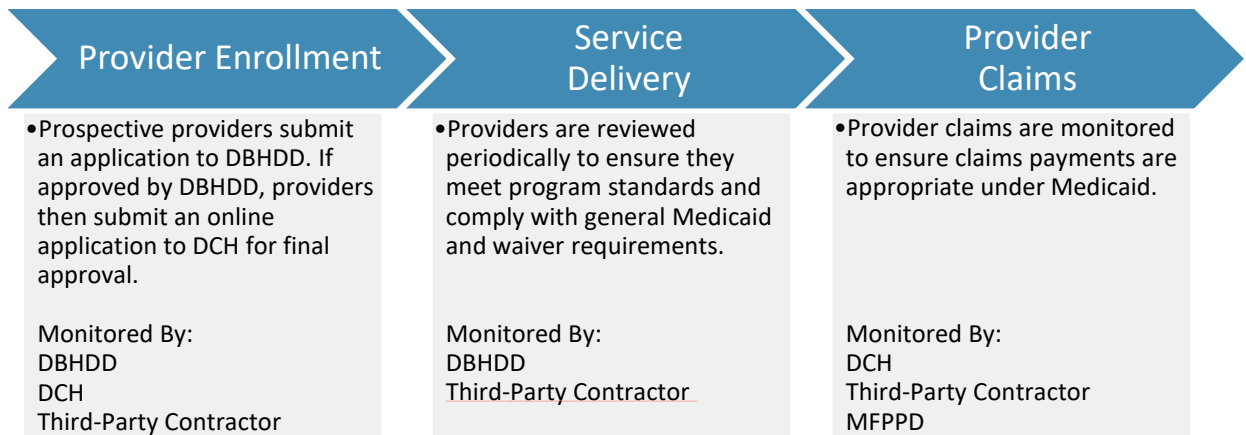 Provider Enrollment
•Prospective providers submit
an application to DBHDD. If
approved by DBHDD, providers
then submit an online
application to DCH for final
approval.
Monitored By:
DBHDD
DCH
Third-Party Contractor
Service
Delivery
•Providers are reviewed
periodically to ensure they
meet program standards and
comply with general Medicaid
and waiver requirements.
Monitored By:
DBHDD
Third-Party Contractor
Provider
Claims
•Provider claims are monitored
to ensure claims payments are
appropriate under Medicaid.
Monitored By:
DCH
Third-Party Contractor
MFPPD